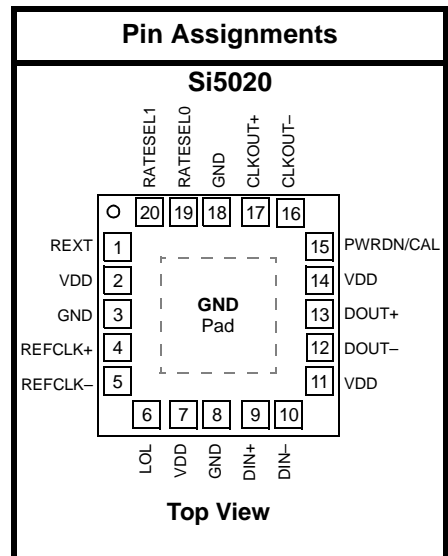 Pin Assignments
Si5020
RATESEL1
RATESEL0
GND
CLKOUT+
CLKOUT–
20 19 18 17 16
REXT 1
VDD 2
GND 3
REFCLK+ 4
REFCLK– 5
GND
Pad
15 PWRDN/CAL
14 VDD
13 DOUT+
12 DOUT–
11 VDD
6 7 8 9 10
LOL
VDD
GND
DIN+
DIN–
Top View